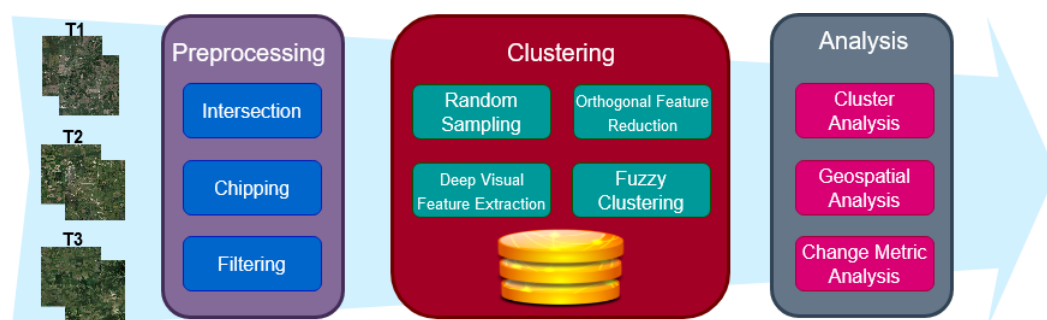 T1
T2
T3
Preprocessing
Intersection
Chipping
Filtering
Clustering
Random
Sampling
Orthogonal Feature
Reduction
Deep Visual
Feature Extraction
Fuzzy
Clustering
Analysis
Cluster
Analysis
Geospatial
Analysis
Change Metric
Analysis